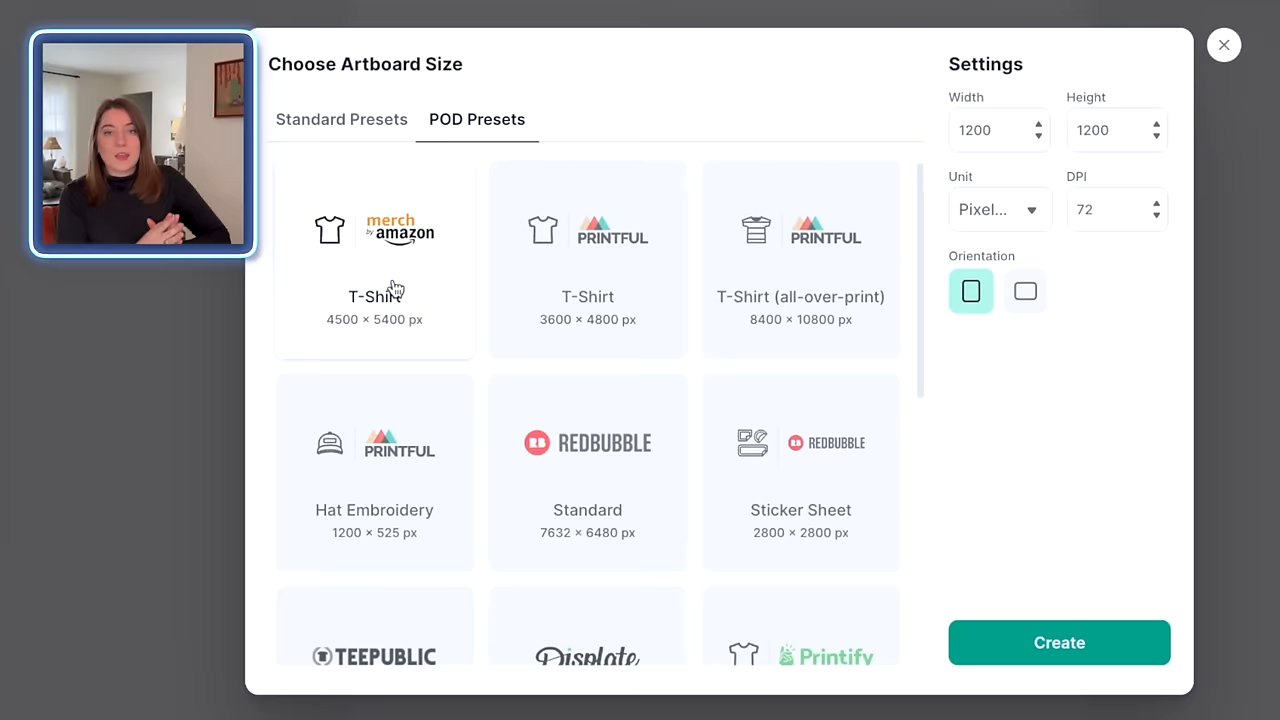 Choose Artboard Size
Standard Presets
POD Presets
merch
by amazon
T-Shirt
4500 × 5400 px
PRINTFUL
T-Shirt
3600 × 4800 px
PRINTFUL
T-Shirt (all-over-print)
8400 × 10800 px
PRINTFUL
Hat Embroidery
1200 × 525 px
RB REDBUBBLE
Standard
7632 × 6480 px
RB REDBUBBLE
Sticker Sheet
2800 × 2800 px
T TEEPUBLIC
Displate
Printify
Settings
Width
Height
1200
1200
Unit
DPI
Pixel...
72
Orientation
Create